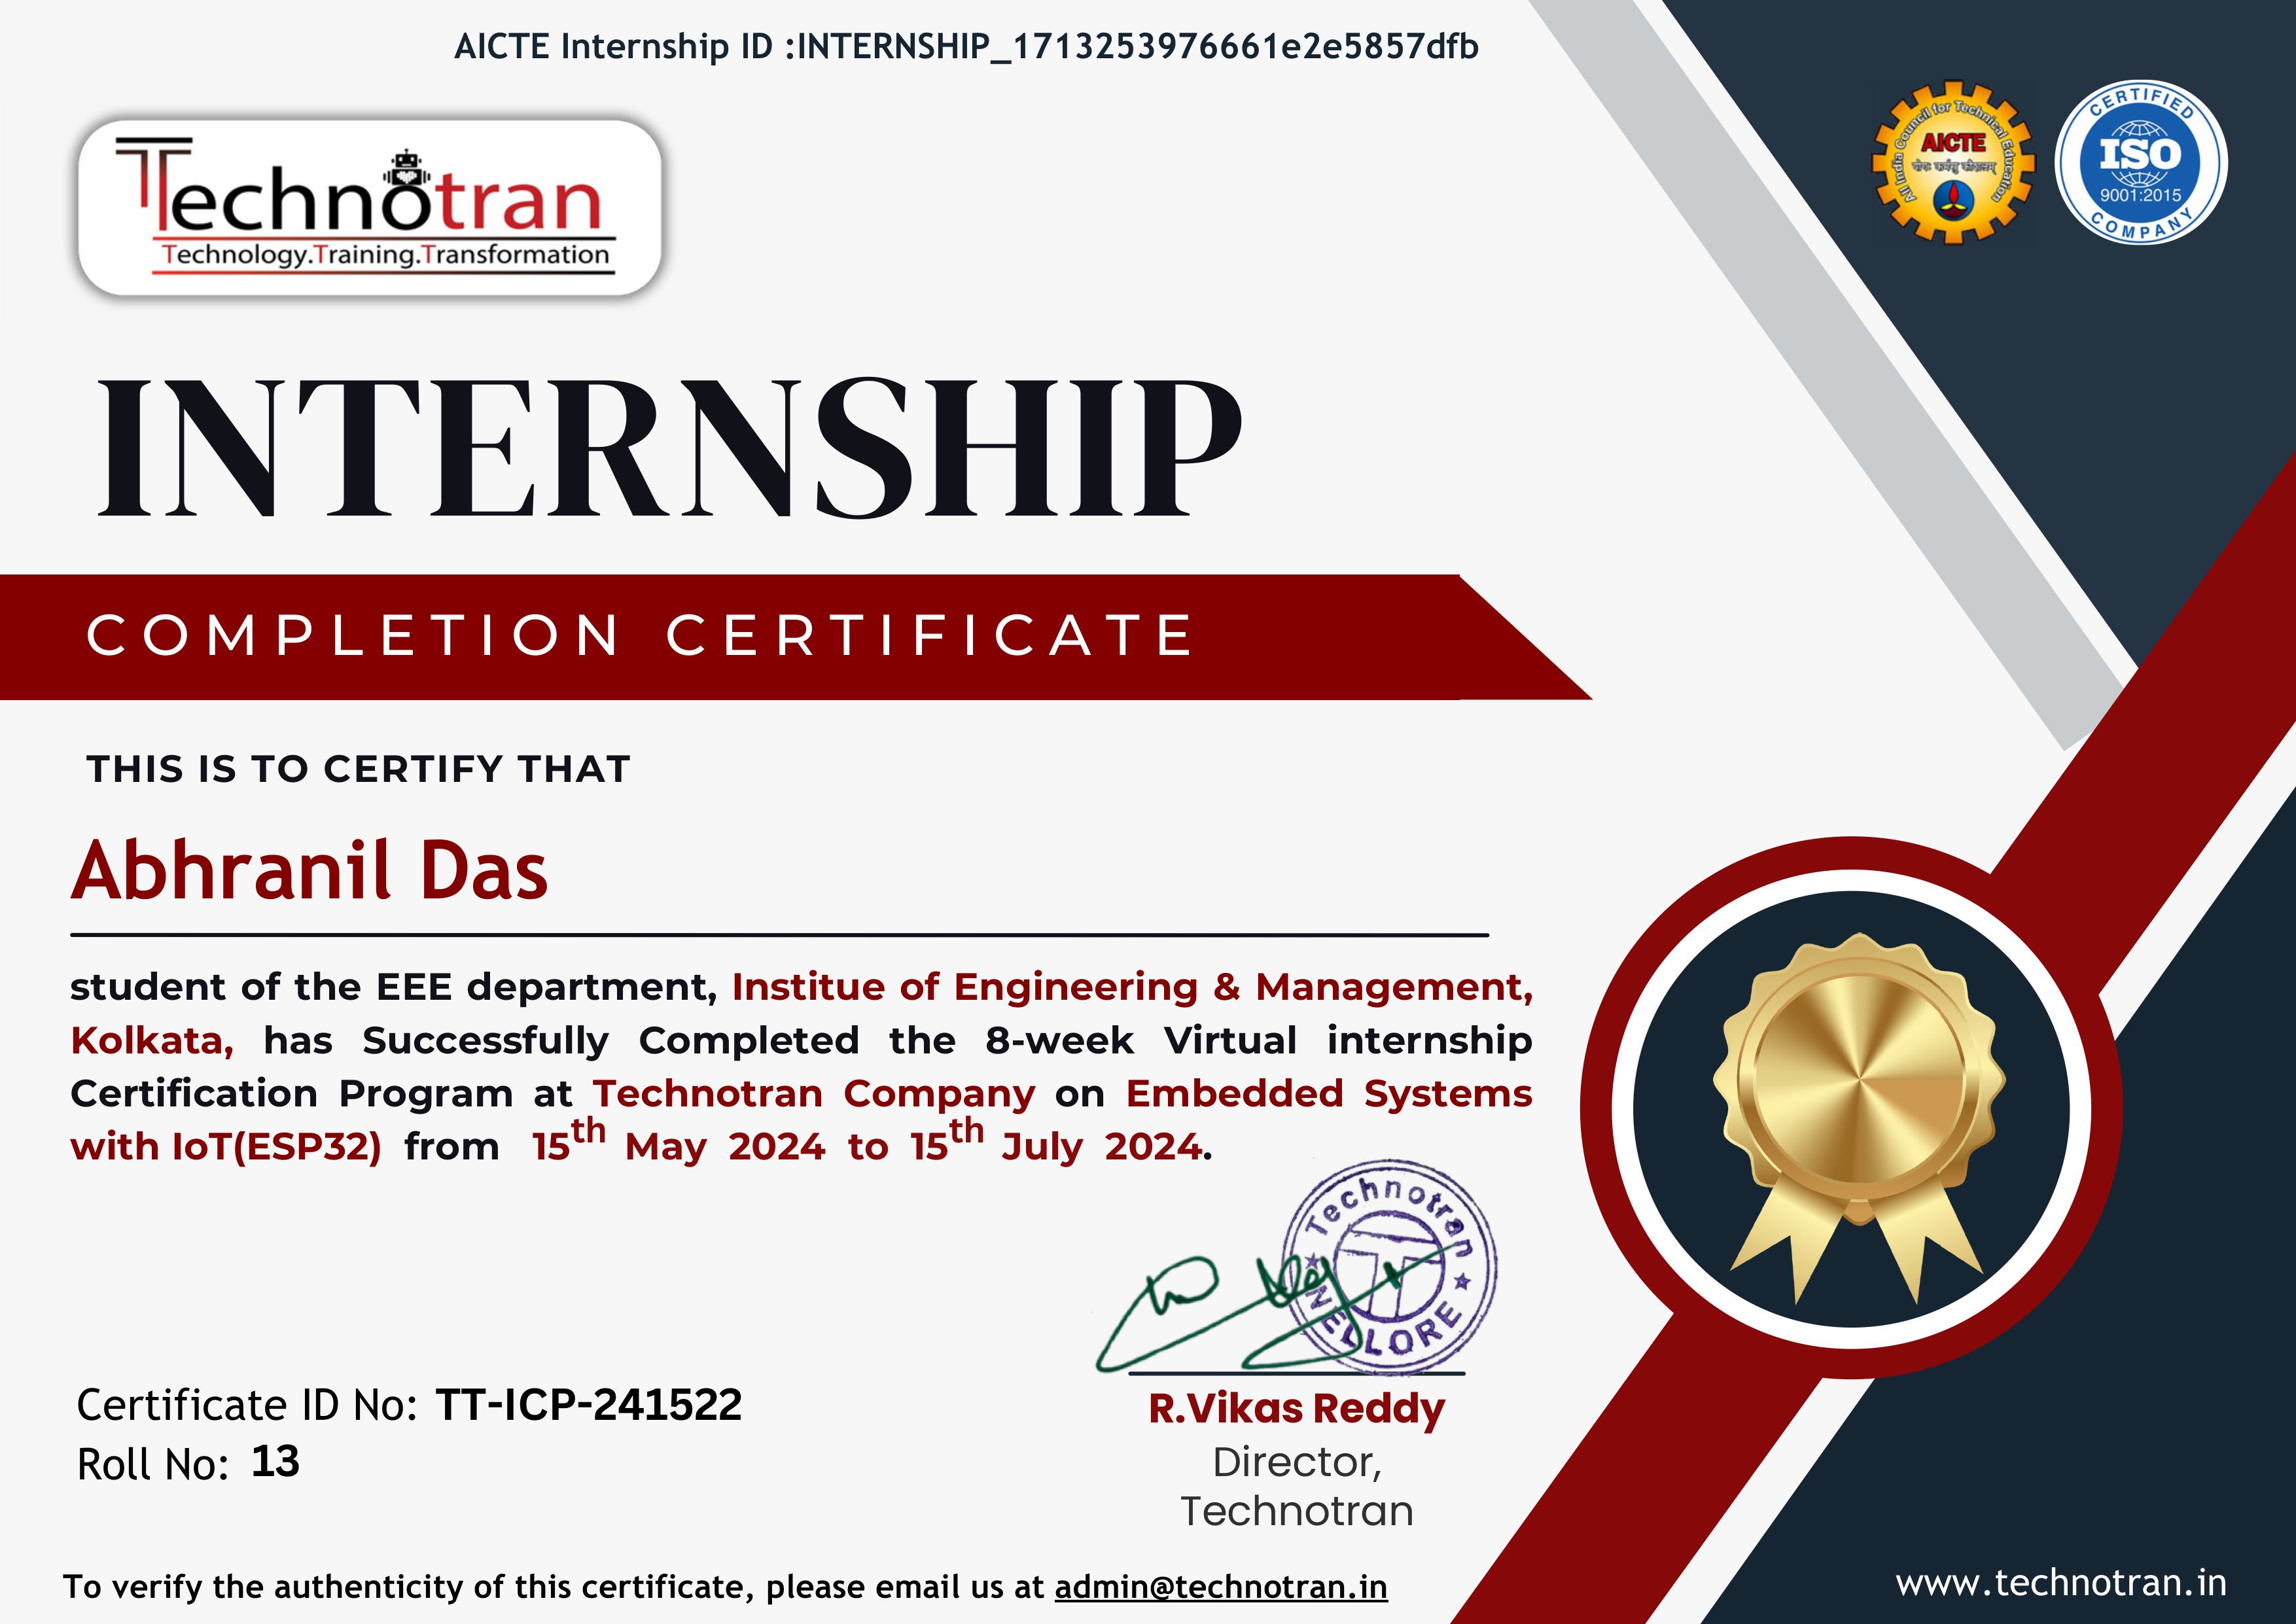 AICTE Internship ID :INTERNSHIP_1713253976661e2e5857dfb
Technotran
Technology.Training.Transformation
All India Council for Technical Education
AICTE
योगः कर्मसु कौशलम्
CERTIFIED
ISO
9001:2015
COMPANY
INTERNSHIP
COMPLETION CERTIFICATE
THIS IS TO CERTIFY THAT
Abhranil Das
student of the EEE department, Institue of Engineering & Management,
Kolkata, has Successfully Completed the 8-week Virtual internship
Certification Program at Technotran Company on Embedded Systems
with IoT(ESP32) from 15th May 2024 to 15th July 2024.
Technotran
T
NELLORE
Certificate ID No: TT-ICP-241522
Roll No: 13
R.Vikas Reddy
Director,
Technotran
To verify the authenticity of this certificate, please email us at admin@technotran.in
www.technotran.in